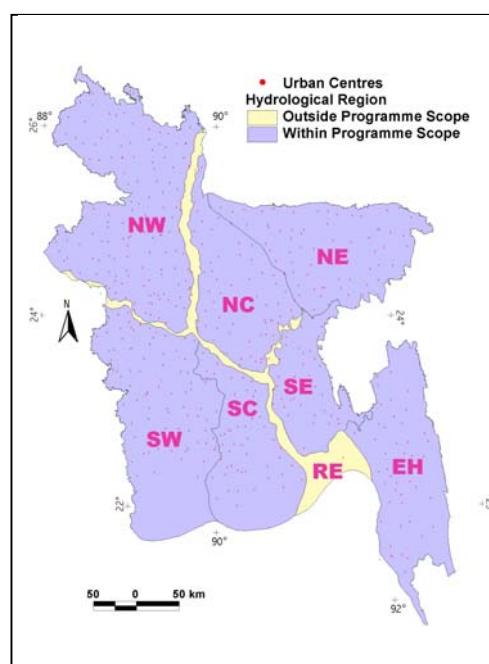 Urban Centres
Hydrological Region
Outside Programme Scope
Within Programme Scope
88°
26°
90°
NW
NE
NC
24°
N
24°
SE
SC
SW
RE
EH
22°
90°
92°
50 0 50 km